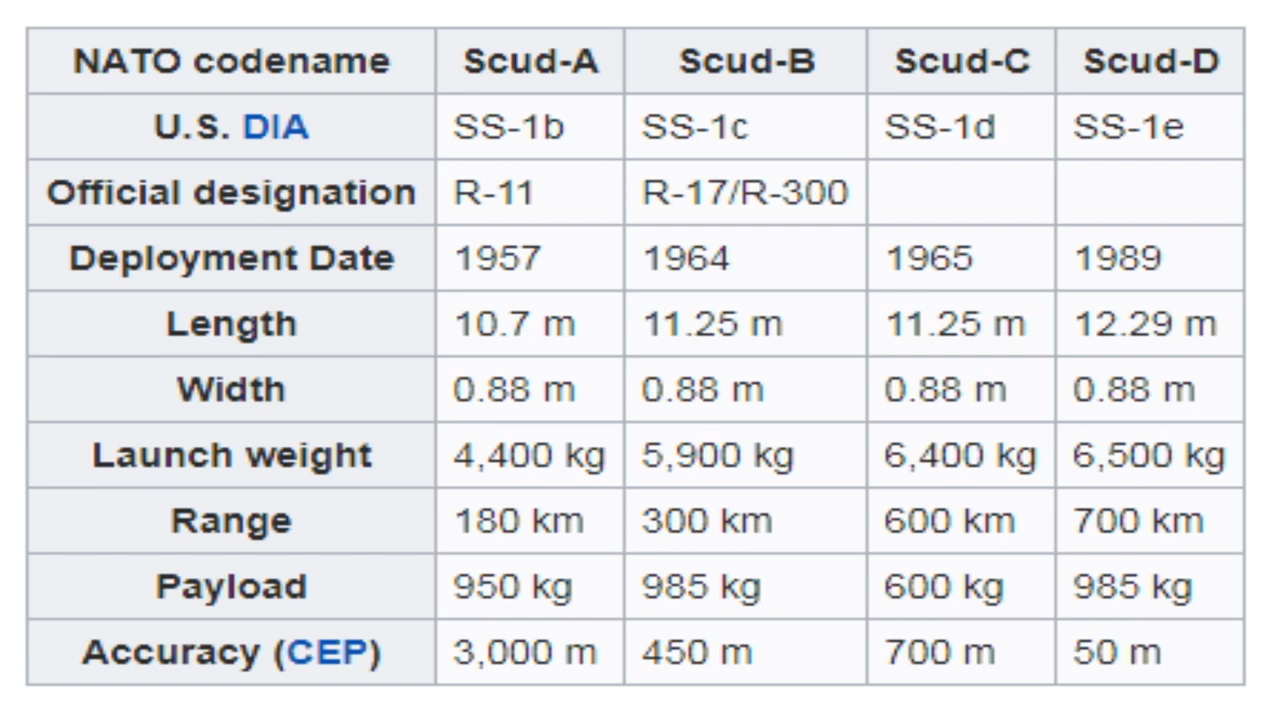 NATO codename Scud-A Scud-B Scud-C Scud-D
U.S. DIA SS-1b SS-1c SS-1d SS-1e
Official designation R-11 R-17/R-300
Deployment Date 1957 1964 1965 1989
Length 10.7 m 11.25 m 11.25 m 12.29 m
Width 0.88 m 0.88 m 0.88 m 0.88 m
Launch weight 4,400 kg 5,900 kg 6,400 kg 6,500 kg
Range 180 km 300 km 600 km 700 km
Payload 950 kg 985 kg 600 kg 985 kg
Accuracy (CEP) 3,000 m 450 m 700 m 50 m